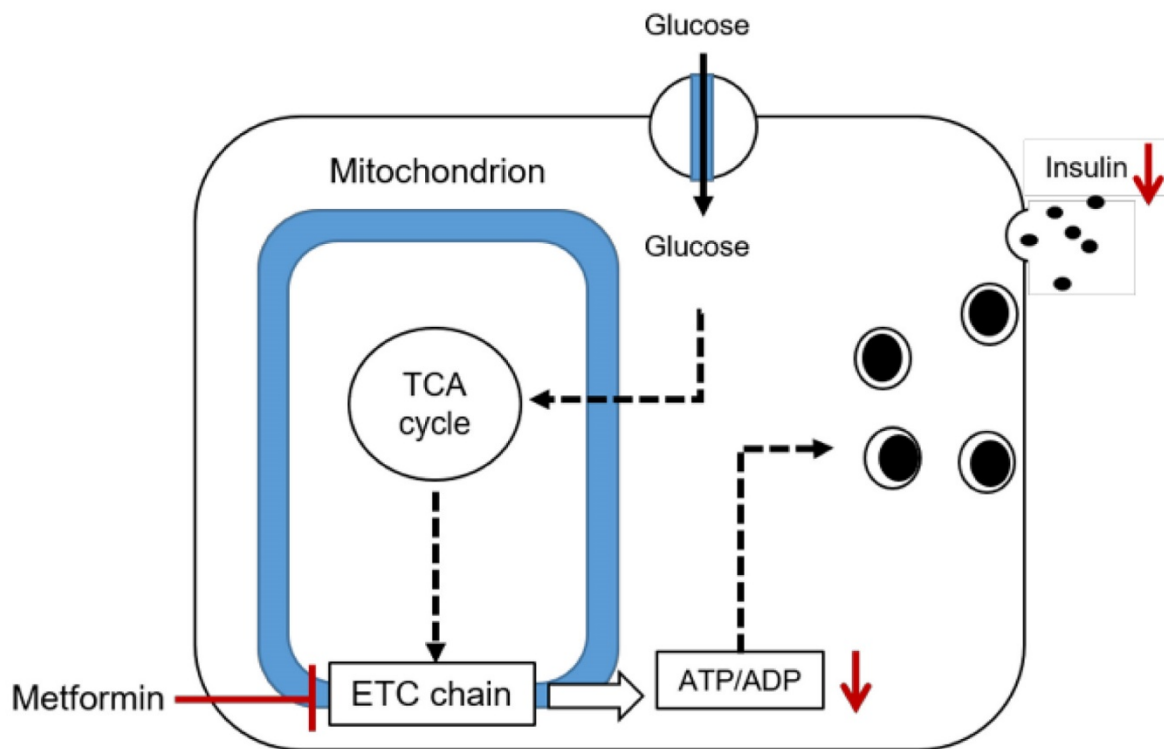 Glucose
Mitochondrion
Insulin
Glucose
TCA
cycle
Metformin
ETC chain
ATP/ADP